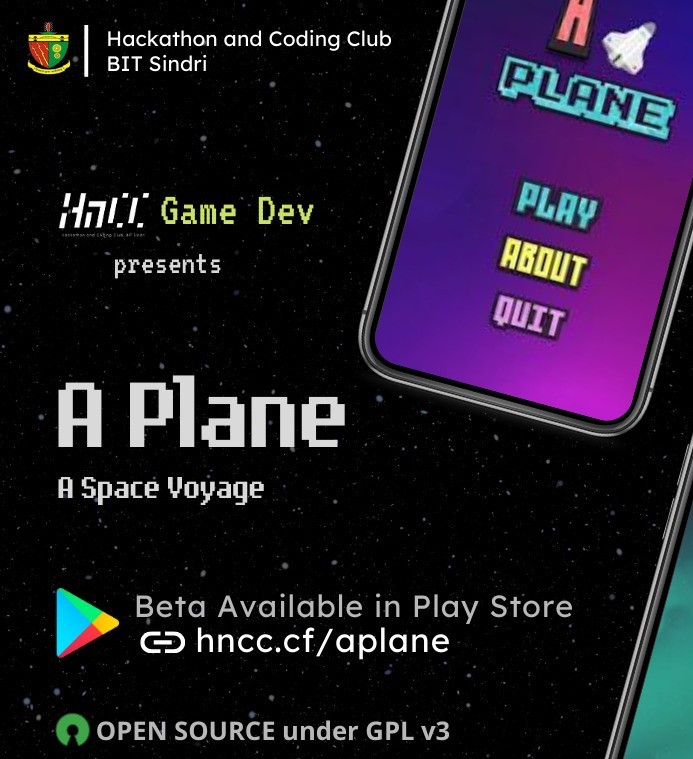 Hackathon and Coding Club
BIT Sindri
HnCC Game Dev
Hackathon and Coding Club, BIT Sindri
presents
A Plane
A Space Voyage
Beta Available in Play Store
hncc.cf/aplane
OPEN SOURCE under GPL v3
A
PLANE
PLAY
ABOUT
QUIT